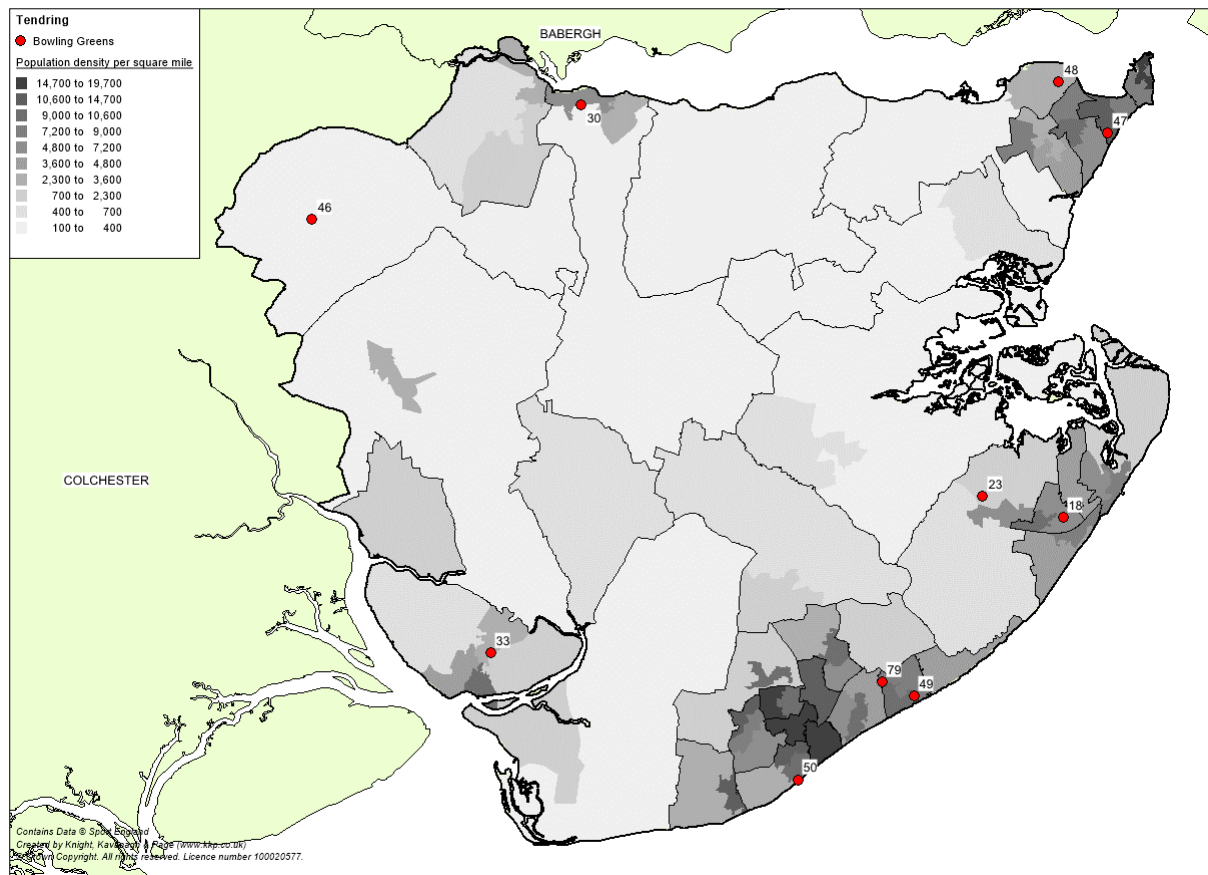 Tendring
Bowling Greens
Population density per square mile
14,700 to 19,700
10,600 to 14,700
9,000 to 10,600
7,200 to 9,000
4,800 to 7,200
3,600 to 4,800
2,300 to 3,600
700 to 2,300
400 to 700
100 to 400
BABERGH
48
30
47
46
COLCHESTER
23
18
33
79
49
50
Contains Data © Sport England
Created by Knight, Kavanagh & Page (www.kkp.co.uk)
© Crown Copyright. All rights reserved. Licence number 100020577.